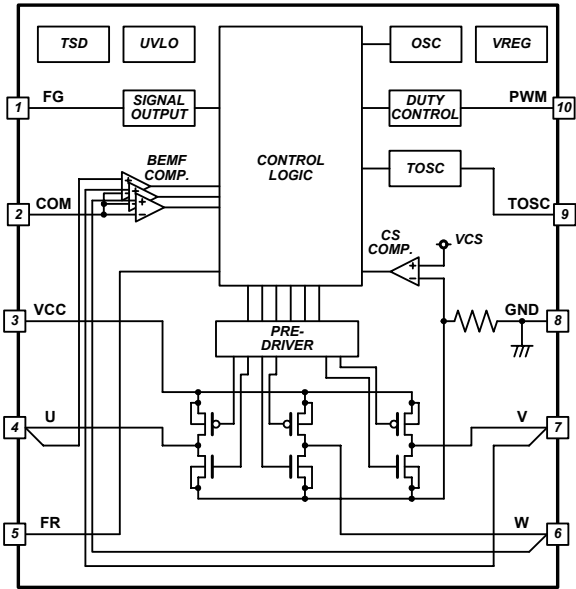 TSD
UVLO
OSC
VREG
1
FG
SIGNAL
OUTPUT
CONTROL
LOGIC
DUTY
CONTROL
PWM
10
BEMF
COMP.
TOSC
2
COM
TOSC
9
CS
COMP.
VCS
3
VCC
GND
8
PRE-
DRIVER
4
U
V
7
5
FR
W
6